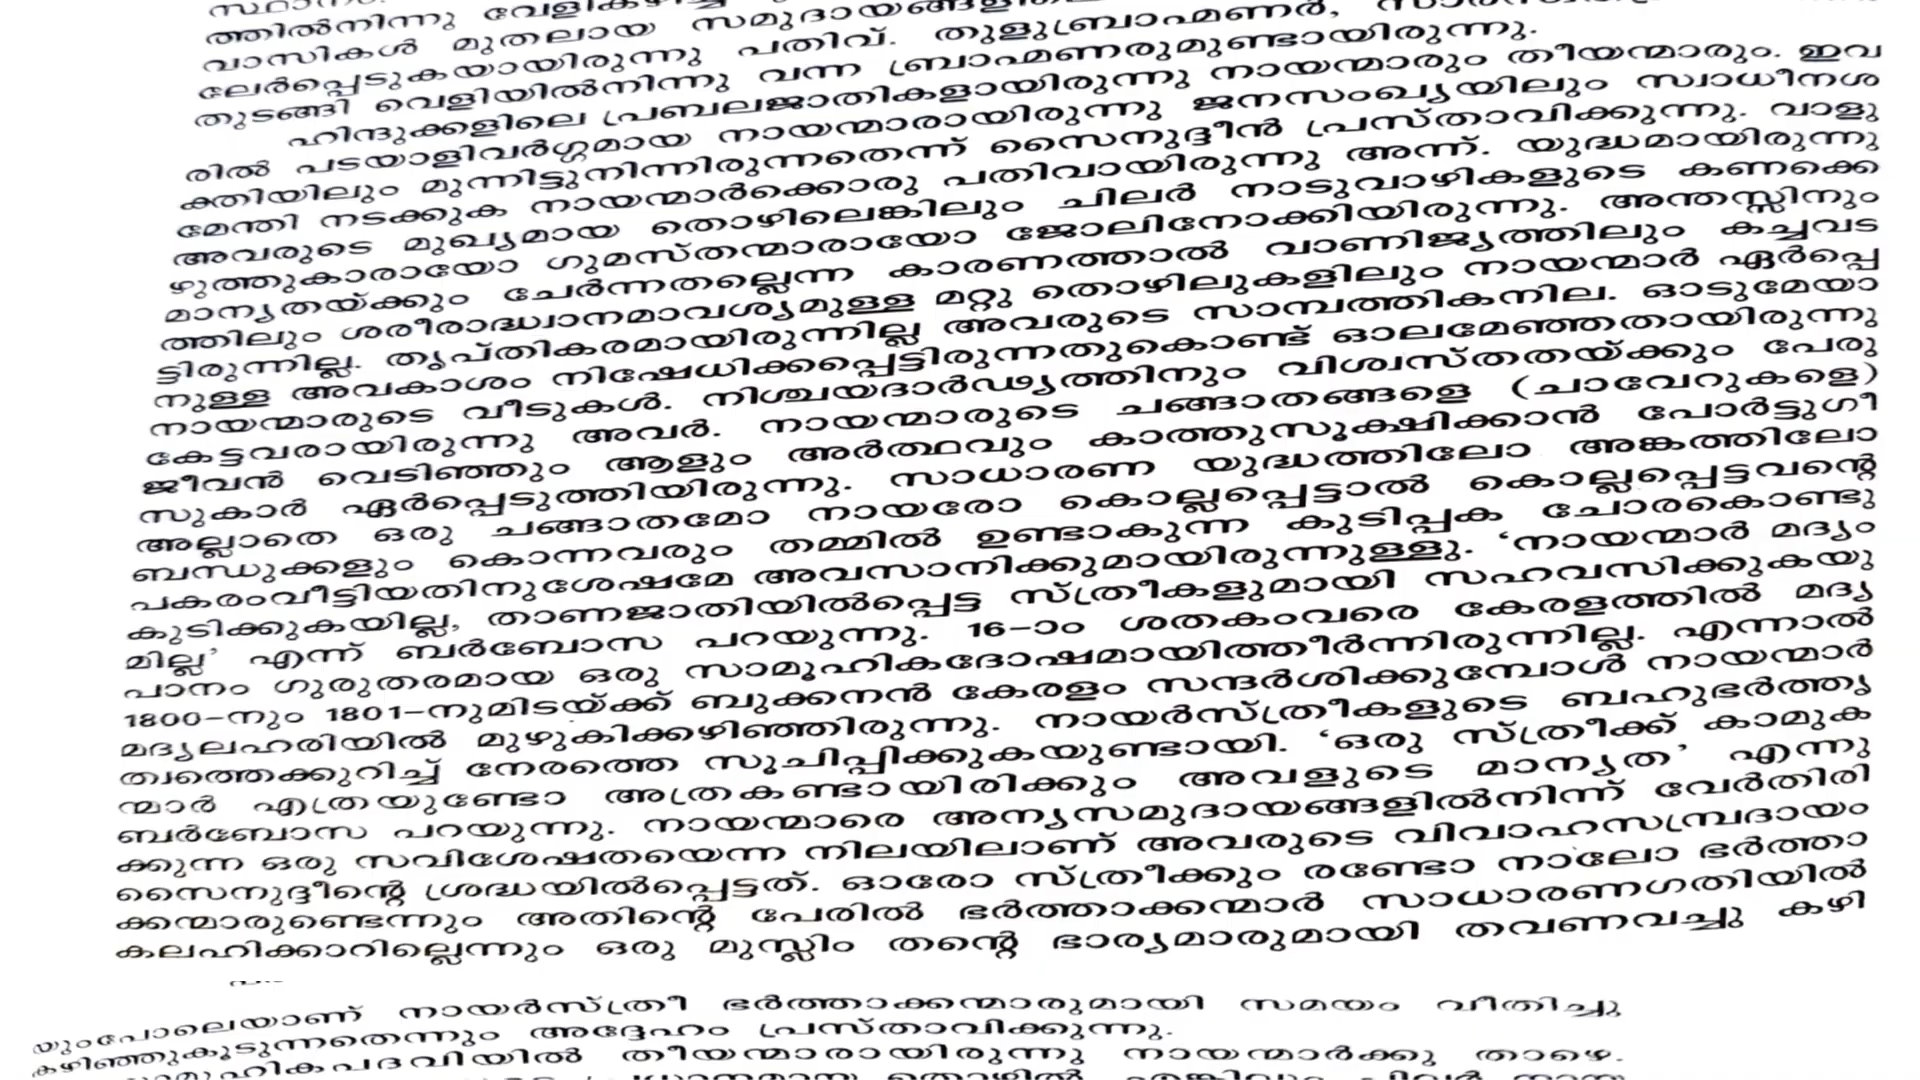 ത്തിൽനിന്നു
വാസികൾ മുതലായ
ലേർപ്പെടുകയായിരുന്നു പതിവ്. തുളുബ്രാഹ്മണർ,
തുടങ്ങി വെളിയിൽനിന്നു വന്ന ബ്രാഹ്മണരുമുണ്ടായിരുന്നു.
ഹിന്ദുക്കളിലെ പ്രബലജാതികളായിരുന്നു നായന്മാരും തീയന്മാരും. ഇവ
രിൽ പടയാളിവർഗ്ഗമായ നായന്മാരായിരുന്നു ജനസംഖ്യയിലും സ്വാധീനശ
ക്തിയിലും മുന്നിട്ടുനിന്നിരുന്നതെന്ന് സൈനുദ്ദീൻ പ്രസ്താവിക്കുന്നു. വാളു
മേന്തി നടക്കുക നായന്മാർക്കൊരു പതിവായിരുന്നു അന്ന്. യുദ്ധമായിരുന്നു
അവരുടെ മുഖ്യമായ തൊഴിലെങ്കിലും ചിലർ നാടുവാഴികളുടെ കണക്കെ
ഴുത്തുകാരായോ ഗുമസ്തന്മാരായോ ജോലിനോക്കിയിരുന്നു. അന്തസ്സിനും
മാന്യതയ്ക്കും ചേർന്നതല്ലെന്ന കാരണത്താൽ വാണിജ്യത്തിലും കച്ചവട
ത്തിലും ശരീരാദ്ധ്വാനമാവശ്യമുള്ള മറ്റു തൊഴിലുകളിലും നായന്മാർ ഏർപ്പെ
ട്ടിരുന്നില്ല. തൃപ്തികരമായിരുന്നില്ല അവരുടെ സാമ്പത്തികനില. ഓടുമേയാ
നുള്ള അവകാശം നിഷേധിക്കപ്പെട്ടിരുന്നതുകൊണ്ട് ഓലമേഞ്ഞതായിരുന്നു
നായന്മാരുടെ വീടുകൾ. നിശ്ചയദാർഢ്യത്തിനും വിശ്വസ്തതയ്ക്കും പേരു
കേട്ടവരായിരുന്നു അവർ. നായന്മാരുടെ ചങ്ങാതങ്ങളെ (ചാവേറുകളെ)
ജീവൻ വെടിഞ്ഞും ആളും അർത്ഥവും കാത്തുസൂക്ഷിക്കാൻ പോർട്ടുഗീ
സുകാർ ഏർപ്പെടുത്തിയിരുന്നു. സാധാരണ യുദ്ധത്തിലോ അങ്കത്തിലോ
അല്ലാതെ ഒരു ചങ്ങാതമോ നായരോ കൊല്ലപ്പെട്ടാൽ കൊല്ലപ്പെട്ടവന്റെ
ബന്ധുക്കളും കൊന്നവരും തമ്മിൽ ഉണ്ടാകുന്ന കുടിപ്പക ചോരകൊണ്ടു
പകരംവീട്ടിയതിനുശേഷമേ അവസാനിക്കുമായിരുന്നുള്ളു. ‘നായന്മാർ മദ്യം
കുടിക്കുകയില്ല, താണജാതിയിൽപ്പെട്ട സ്ത്രീകളുമായി സഹവസിക്കുകയു
മില്ല’ എന്ന് ബർബോസ പറയുന്നു. 16-ാം ശതകംവരെ കേരളത്തിൽ മദ്യ
പാനം ഗുരുതരമായ ഒരു സാമൂഹികദോഷമായിത്തീർന്നിരുന്നില്ല. എന്നാൽ
1800-നും 1801-നുമിടയ്ക്ക് ബുക്കനൻ കേരളം സന്ദർശിക്കുമ്പോൾ നായന്മാർ
മദ്യലഹരിയിൽ മുഴുകിക്കഴിഞ്ഞിരുന്നു. നായർസ്ത്രീകളുടെ ബഹുഭർത്തൃ
ത്വത്തെക്കുറിച്ച് നേരത്തെ സൂചിപ്പിക്കുകയുണ്ടായി. ‘ഒരു സ്ത്രീക്ക് കാമുക
ന്മാർ എത്രയുണ്ടോ അത്രകണ്ടായിരിക്കും അവളുടെ മാന്യത’ എന്നു
ബർബോസ പറയുന്നു. നായന്മാരെ അന്യസമുദായങ്ങളിൽനിന്ന് വേർതിരി
ക്കുന്ന ഒരു സവിശേഷതയെന്ന നിലയിലാണ് അവരുടെ വിവാഹസമ്പ്രദായം
സൈനുദ്ദീന്റെ ശ്രദ്ധയിൽപ്പെട്ടത്. ഓരോ സ്ത്രീക്കും രണ്ടോ നാലോ ഭർത്താ
ക്കന്മാരുണ്ടെന്നും അതിന്റെ പേരിൽ ഭർത്താക്കന്മാർ സാധാരണഗതിയിൽ
കലഹിക്കാറില്ലെന്നും ഒരു മുസ്ലിം തന്റെ ഭാര്യമാരുമായി തവണവച്ചു കഴി
യുംപോലെയാണ് നായർസ്ത്രീ ഭർത്താക്കന്മാരുമായി സമയം വീതിച്ചു
കഴിഞ്ഞുകൂടുന്നതെന്നും അദ്ദേഹം പ്രസ്താവിക്കുന്നു.
തീയന്മാരായിരുന്നു നായന്മാർക്കു താഴെ.